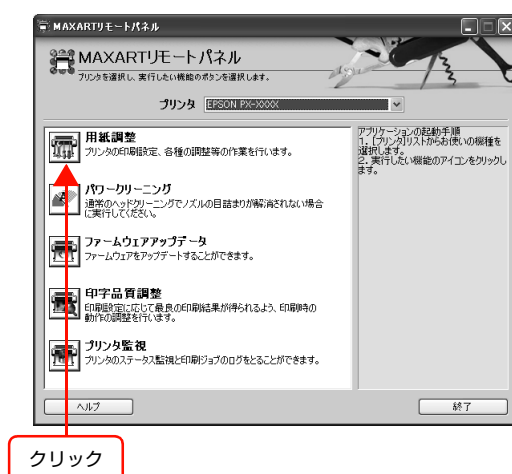 MAXARTリモートパネル
MAXARTリモートパネル
プリンタを選択し、実行したい機能のボタンを選択します。
プリンタ EPSON PX-XXXX
用紙調整
プリンタの印刷設定、各種の調整等の作業を行います。
パワークリーニング
通常のヘッドクリーニングでノズルの目詰まりが解消されない場合
に実行してください。
ファームウェアアップデータ
ファームウェアをアップデートすることができます。
印字品質調整
印刷設定に応じて最良の印刷結果が得られるよう、印刷時の
動作の調整を行います。
プリンタ監視
プリンタのステータス監視と印刷ジョブのログをとることができます。
アプリケーションの起動手順
1. [プリンタ]リストからお使いの機種を
選択します。
2. 実行したい機能のアイコンをクリックし
ます。
ヘルプ
終了
クリック